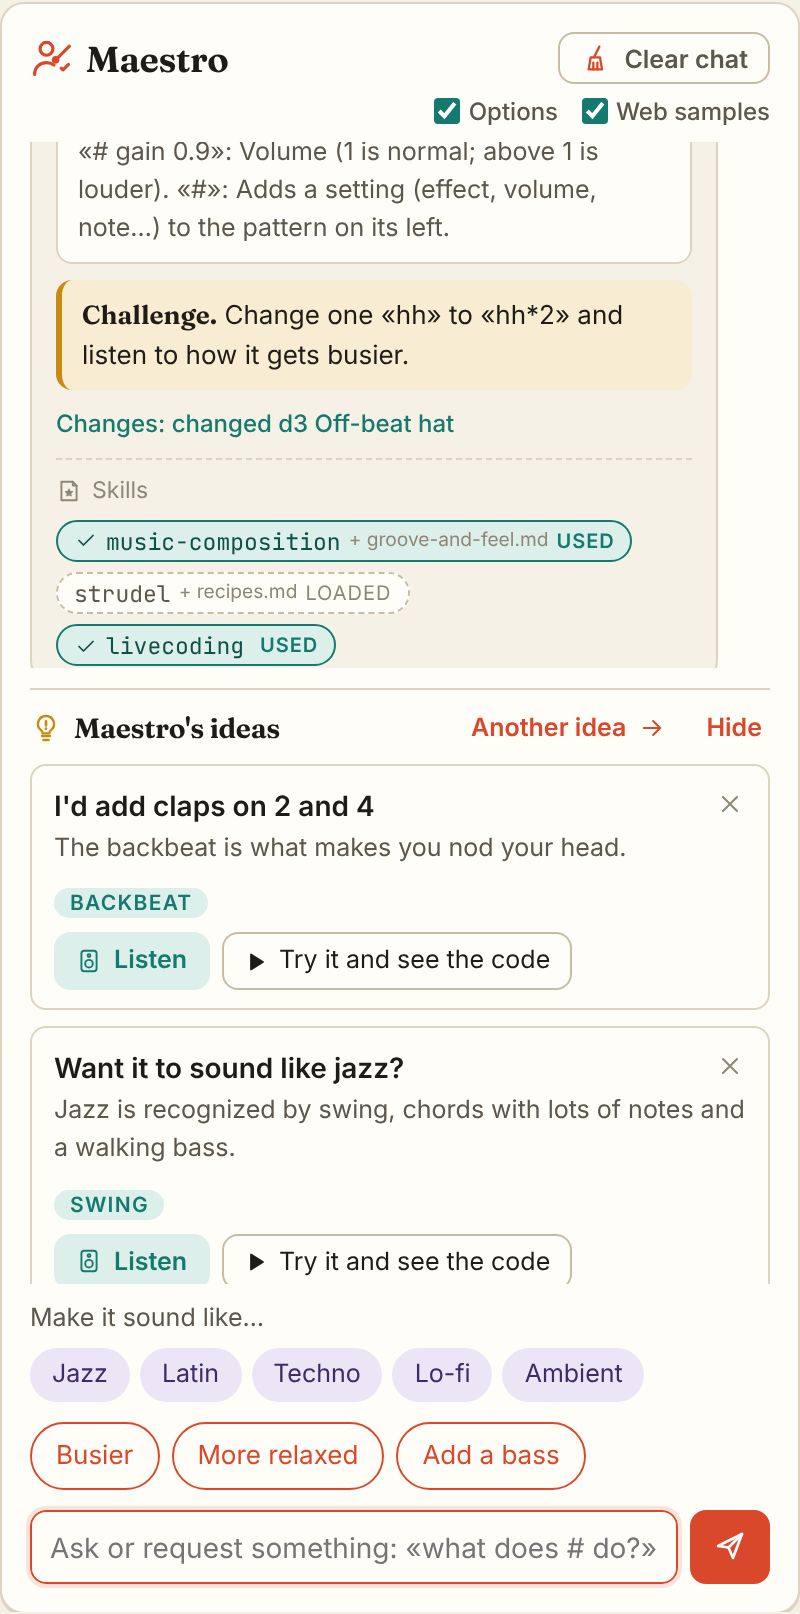 Maestro
Clear chat
Options
Web samples
«# gain 0.9»: Volume (1 is normal; above 1 is
louder). «#»: Adds a setting (effect, volume,
note...) to the pattern on its left.
Challenge. Change one «hh» to «hh*2» and
listen to how it gets busier.
Changes: changed d3 Off-beat hat
Skills
music-composition + groove-and-feel.md USED
strudel + recipes.md LOADED
livecoding USED
Maestro's ideas
Another idea →
Hide
I'd add claps on 2 and 4
The backbeat is what makes you nod your head.
BACKBEAT
Listen
Try it and see the code
Want it to sound like jazz?
Jazz is recognized by swing, chords with lots of notes and
a walking bass.
SWING
Listen
Try it and see the code
Make it sound like...
Jazz
Latin
Techno
Lo-fi
Ambient
Busier
More relaxed
Add a bass
Ask or request something: «what does # do?»